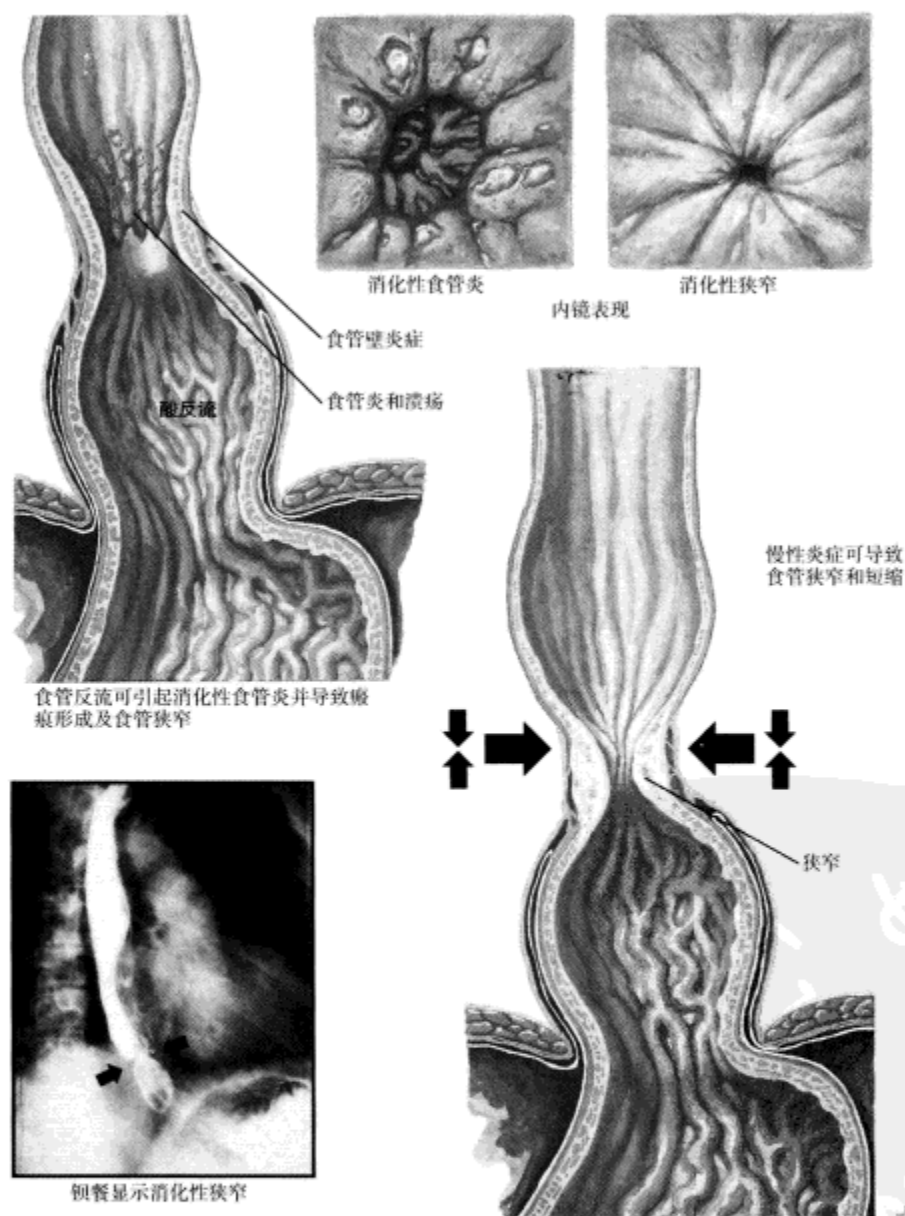 消化性食管炎
消化性狭窄
内镜表现
食管壁炎症
食管炎和溃疡
酸反流
食管反流可引起消化性食管炎并导致瘢
痕形成及食管狭窄
慢性炎症可导致
食管狭窄和短缩
狭窄
钡餐显示消化性狭窄